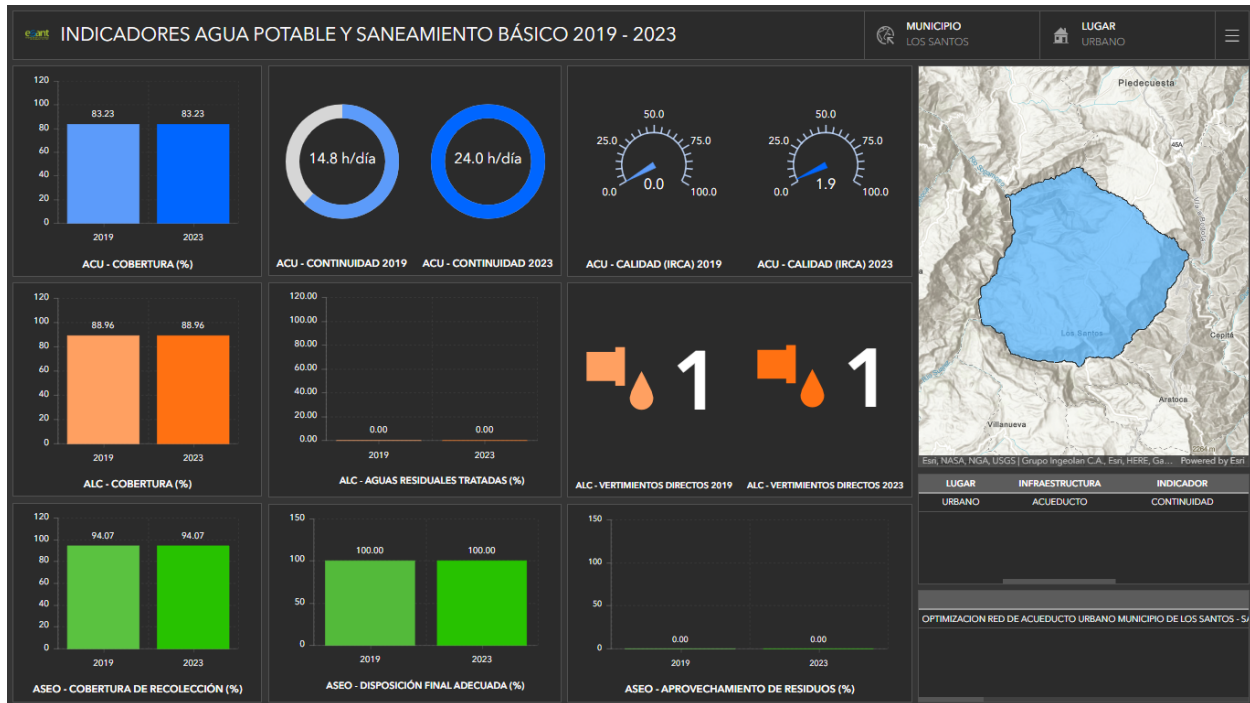 esant
INDICADORES AGUA POTABLE Y SANEAMIENTO BÁSICO 2019 - 2023
MUNICIPIO
LOS SANTOS
LUGAR
URBANO
120
100
80
60
40
20
0
83.23
83.23
2019
2023
ACU - COBERTURA (%)
14.8 h/día
24.0 h/día
ACU - CONTINUIDAD 2019
ACU - CONTINUIDAD 2023
0.0
25.0
50.0
75.0
100.0
0.0
ACU - CALIDAD (IRCA) 2019
0.0
25.0
50.0
75.0
100.0
1.9
ACU - CALIDAD (IRCA) 2023
120
100
80
60
40
20
0
88.96
88.96
2019
2023
ALC - COBERTURA (%)
120.00
100.00
80.00
60.00
40.00
20.00
0.00
0.00
0.00
2019
2023
ALC - AGUAS RESIDUALES TRATADAS (%)
1
1
ALC - VERTIMIENTOS DIRECTOS 2019
ALC - VERTIMIENTOS DIRECTOS 2023
120
100
80
60
40
20
0
94.07
94.07
2019
2023
ASEO - COBERTURA DE RECOLECCIÓN (%)
150
100
50
0
100.00
100.00
2019
2023
ASEO - DISPOSICIÓN FINAL ADECUADA (%)
150
100
50
0
0.00
0.00
2019
2023
ASEO - APROVECHAMIENTO DE RESIDUOS (%)
Piedecuesta
45A
Los Santos
Cepitá
Aratoca
Villanueva
2264 m
Esri, NASA, NGA, USGS | Grupo Ingeolan C.A., Esri, HERE, Ga... Powered by Esri
LUGAR INFRAESTRUCTURA INDICADOR
URBANO ACUEDUCTO CONTINUIDAD
OPTIMIZACION RED DE ACUEDUCTO URBANO MUNICIPIO DE LOS SANTOS - SA